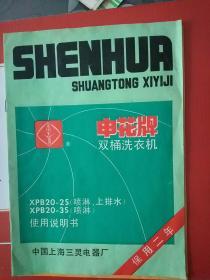 SHENHUA
SHUANGTONG XIYIJI
申花牌
双桶洗衣机
XPB20-2S(喷淋,上排水)
XPB20-3S(喷淋)
使用说明书
保用二年
中国上海三灵电器厂